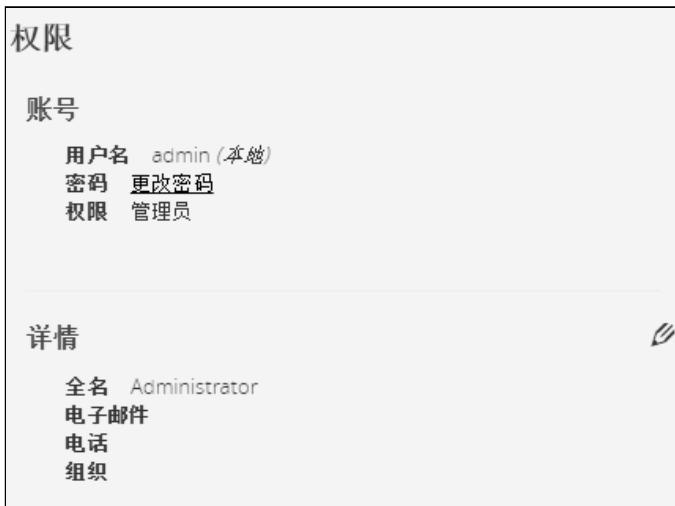 权限
账号
用户名 admin (本地)
密码 更改密码
权限 管理员
详情
全名 Administrator
电子邮件
电话
组织